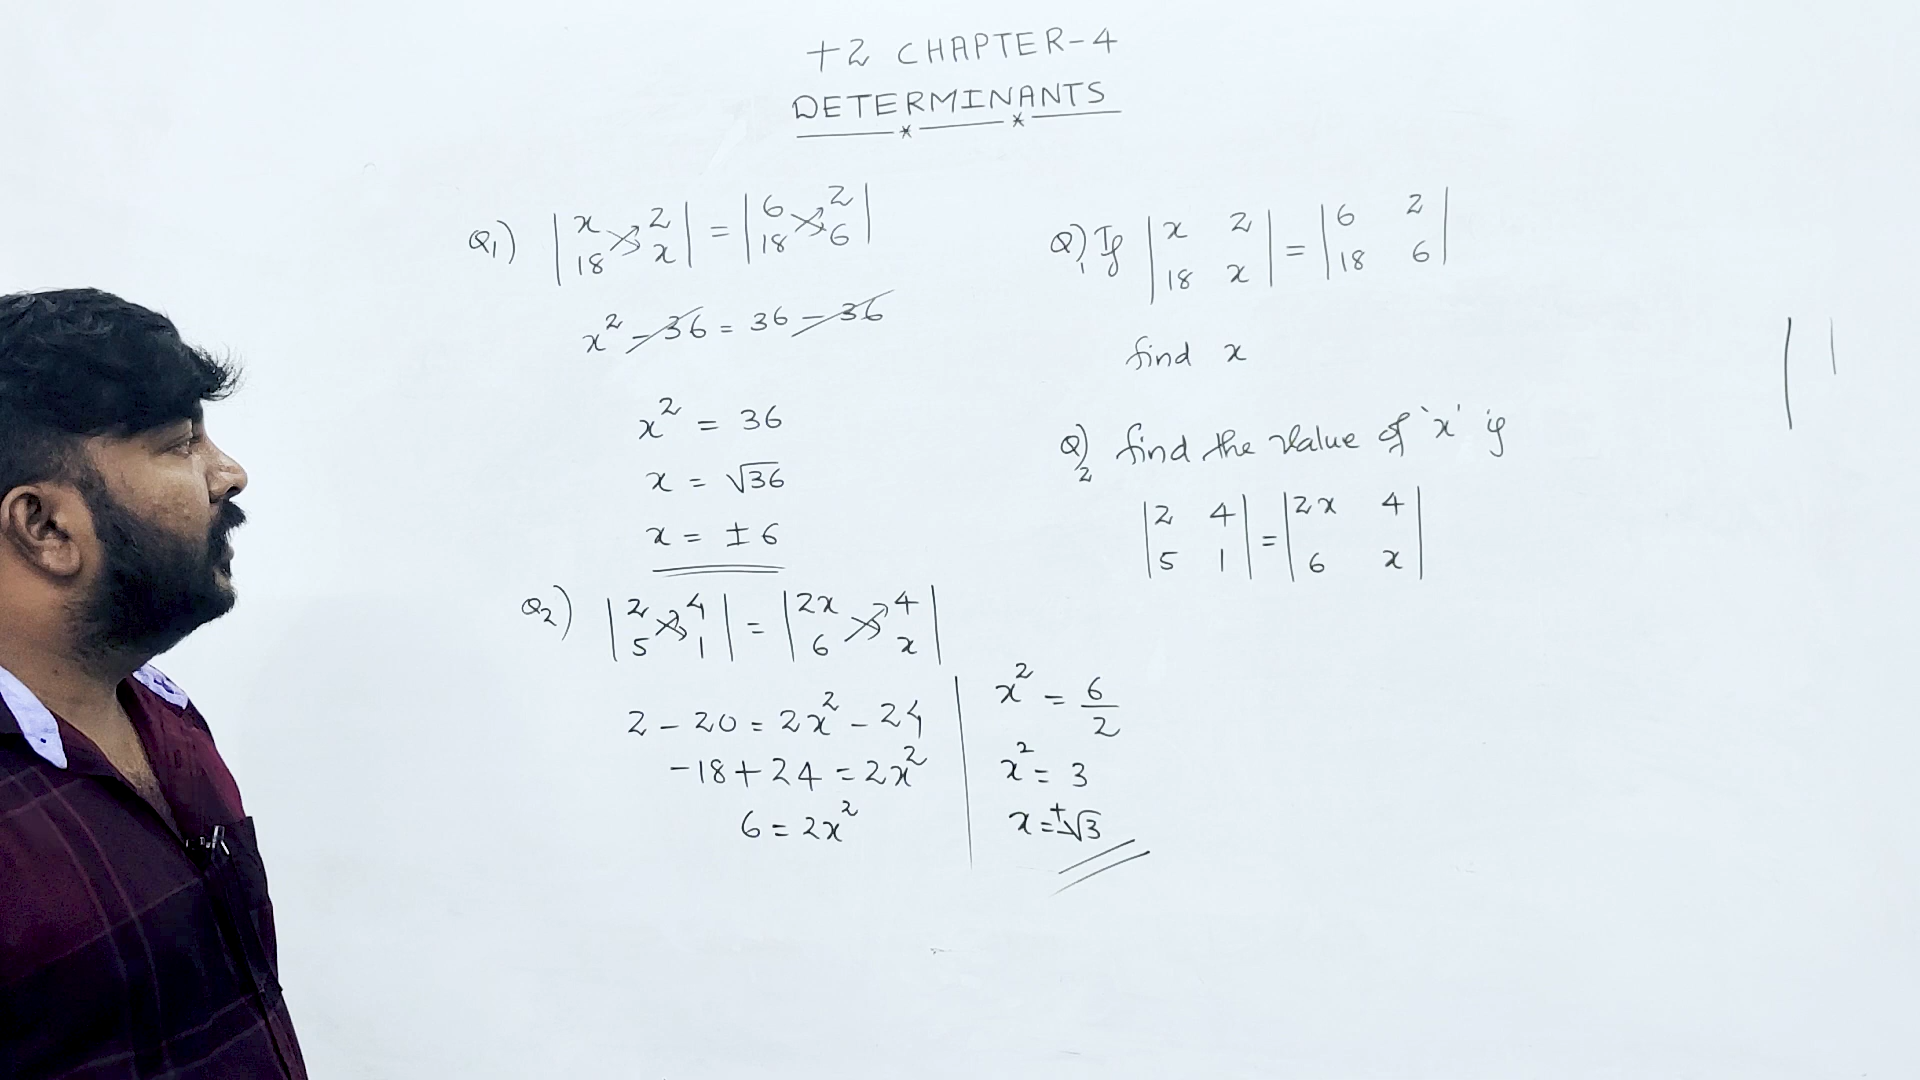 +2 CHAPTER-4
DETERMINANTS
Q1) |x 2; 18 x| = |6 2; 18 6|
x² - 36 = 36 - 36
x² = 36
x = √36
x = ± 6
Q2) |2 4; 5 1| = |2x 4; 6 x|
2 - 20 = 2x² - 24
-18 + 24 = 2x²
6 = 2x²
x² = 6/2
x² = 3
x = ±√3
Q1) If |x 2; 18 x| = |6 2; 18 6|
find x
Q2) find the value of 'x' if
|2 4; 5 1| = |2x 4; 6 x|